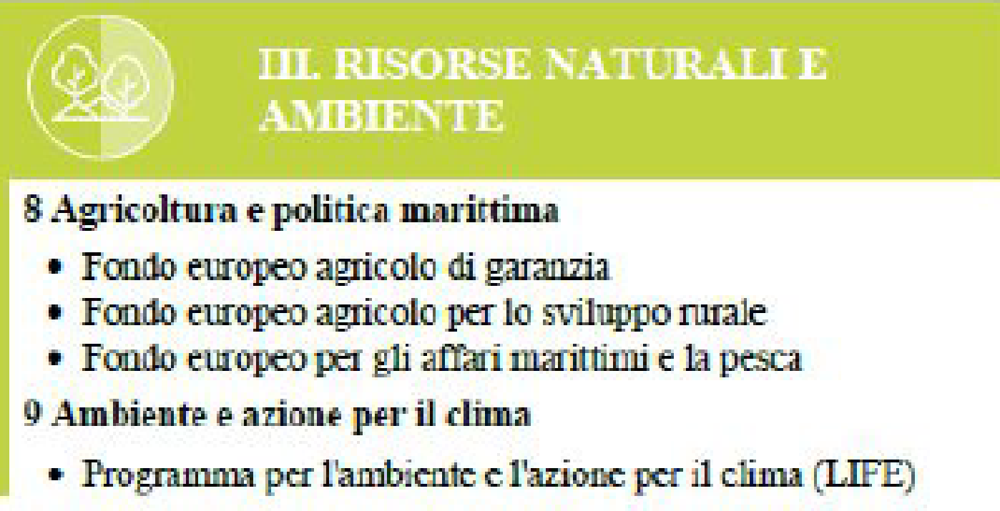 III. RISORSE NATURALI E
AMBIENTE
8 Agricoltura e politica marittima
• Fondo europeo agricolo di garanzia
• Fondo europeo agricolo per lo sviluppo rurale
• Fondo europeo per gli affari marittimi e la pesca
9 Ambiente e azione per il clima
• Programma per l'ambiente e l'azione per il clima (LIFE)